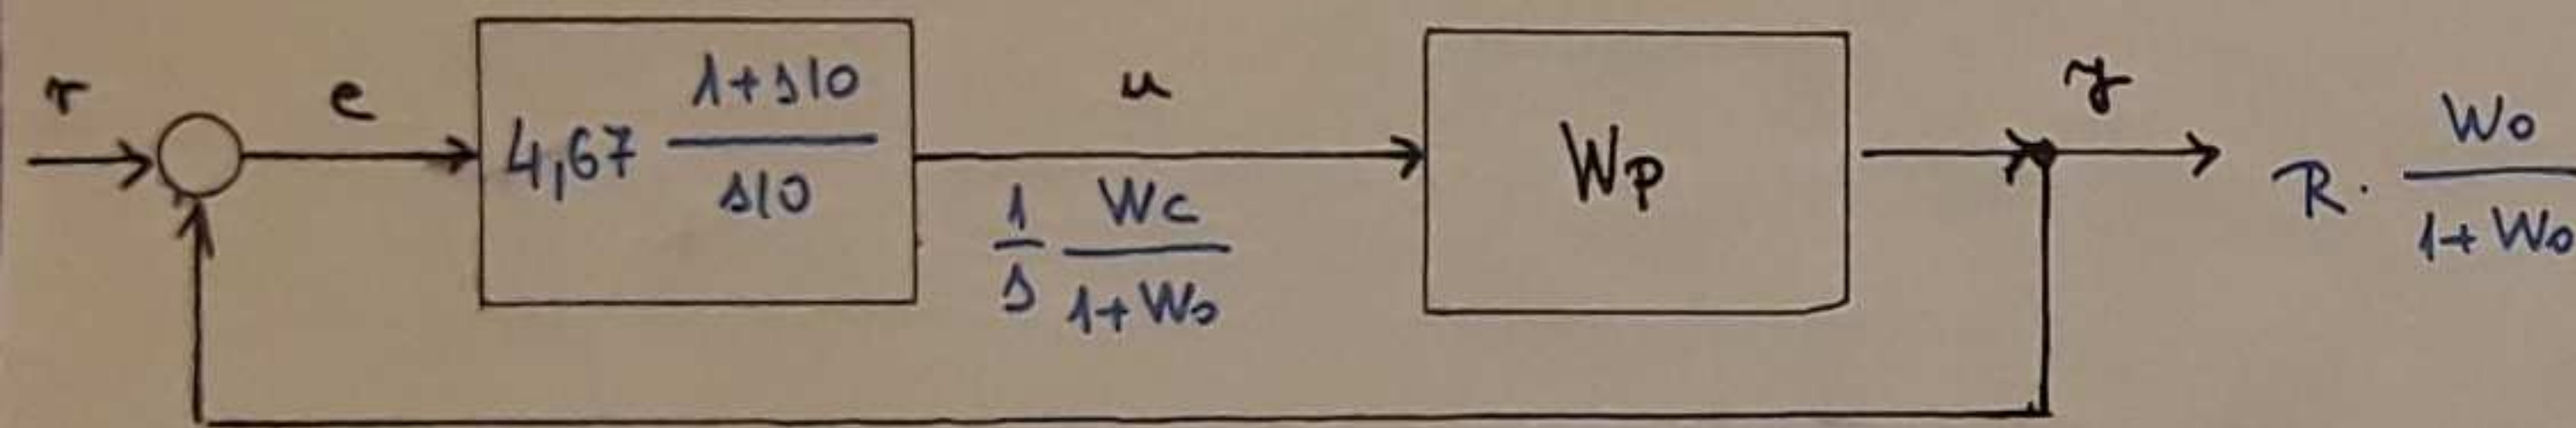 r
e
4,67 (1+s10)/(s10)
u
1/s Wc/(1+Wo)
Wp
y
R· Wo/(1+Wo)